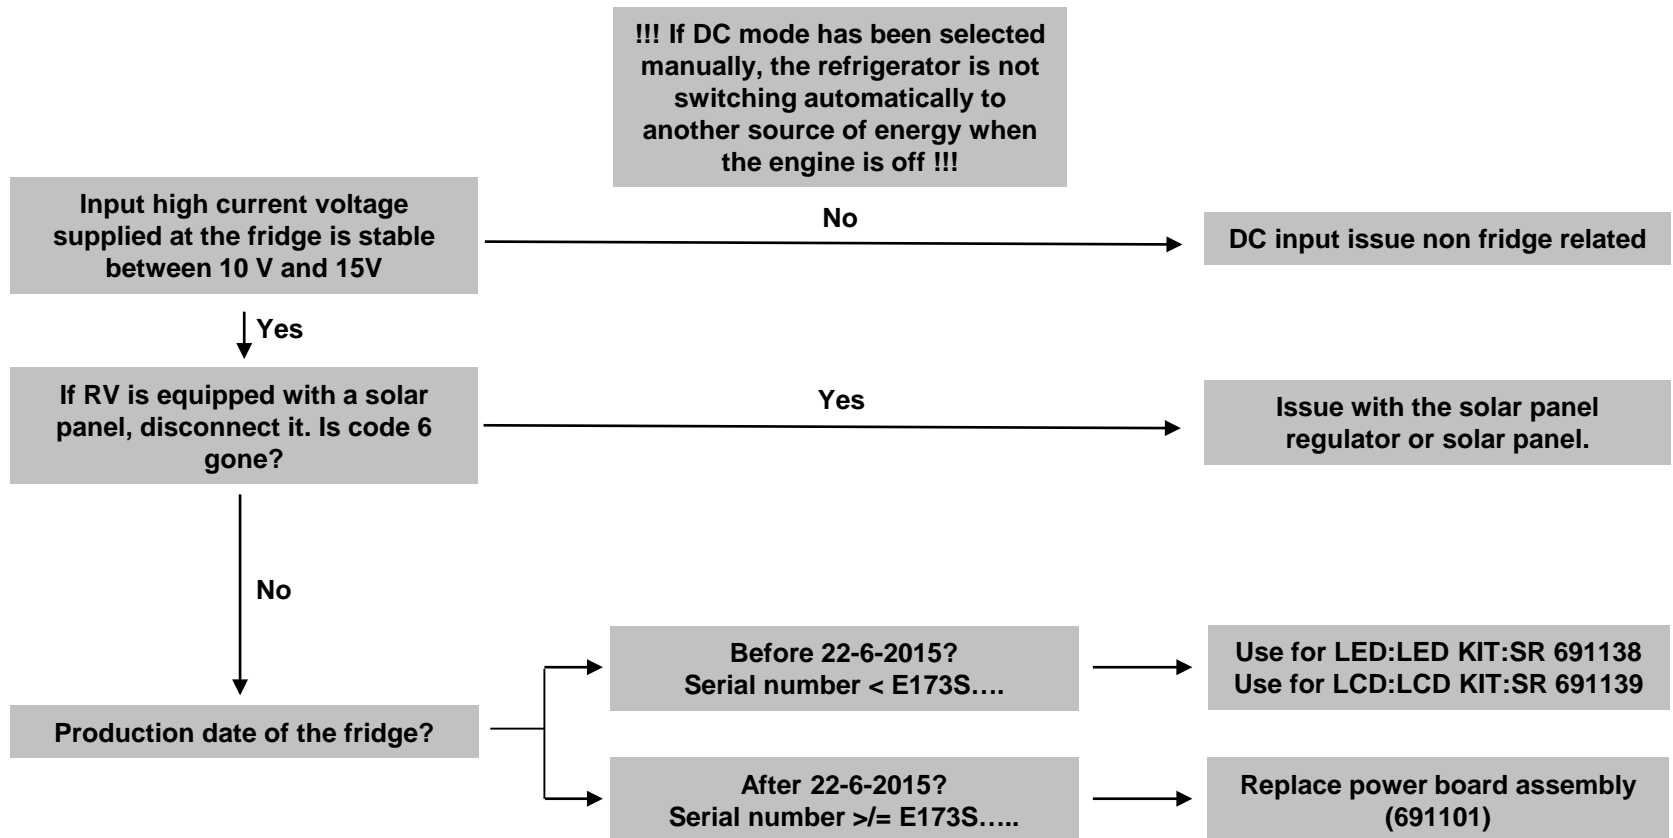 !!! If DC mode has been selected
manually, the refrigerator is not
switching automatically to
another source of energy when
the engine is off !!!
Input high current voltage
supplied at the fridge is stable
between 10 V and 15V
No
DC input issue non fridge related
Yes
If RV is equipped with a solar
panel, disconnect it. Is code 6
gone?
Yes
Issue with the solar panel
regulator or solar panel.
No
Production date of the fridge?
Before 22-6-2015?
Serial number < E173S....
Use for LED:LED KIT:SR 691138
Use for LCD:LCD KIT:SR 691139
After 22-6-2015?
Serial number >/= E173S.....
Replace power board assembly
(691101)